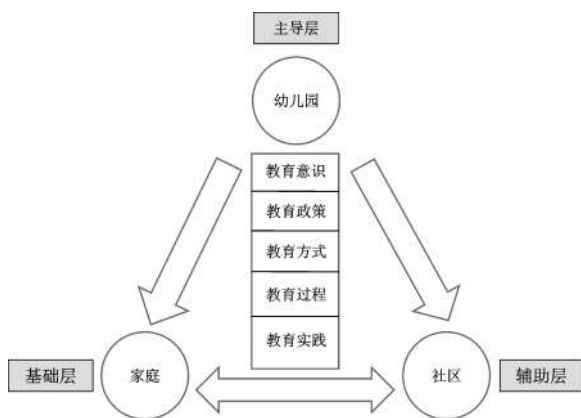 主导层
幼儿园
教育意识
教育政策
教育方式
教育过程
教育实践
基础层
家庭
社区
辅助层